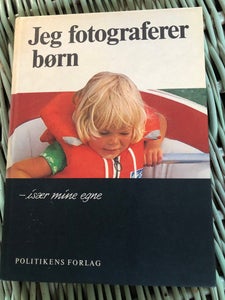 Jeg fotograferer
børn
– især mine egne
POLITIKENS FORLAG